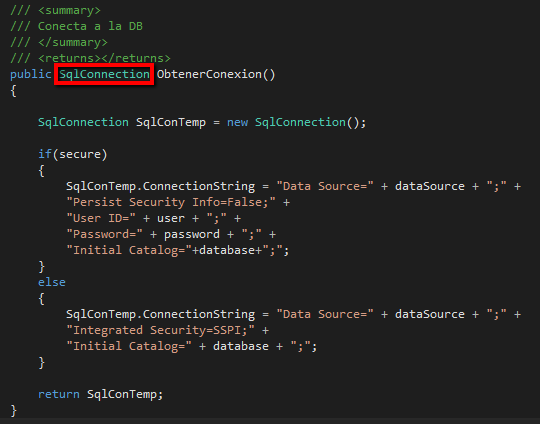 /// <summary>
/// Conecta a la DB
/// </summary>
/// <returns></returns>
public SqlConnection ObtenerConexion()
{
SqlConnection SqlConTemp = new SqlConnection();
if(secure)
{
SqlConTemp.ConnectionString = "Data Source=" + dataSource + ";" +
"Persist Security Info=False;" +
"User ID=" + user + ";" +
"Password=" + password + ";" +
"Initial Catalog="+database+";";
}
else
{
SqlConTemp.ConnectionString = "Data Source=" + dataSource + ";" +
"Integrated Security=SSPI;" +
"Initial Catalog=" + database + ";";
}
return SqlConTemp;
}